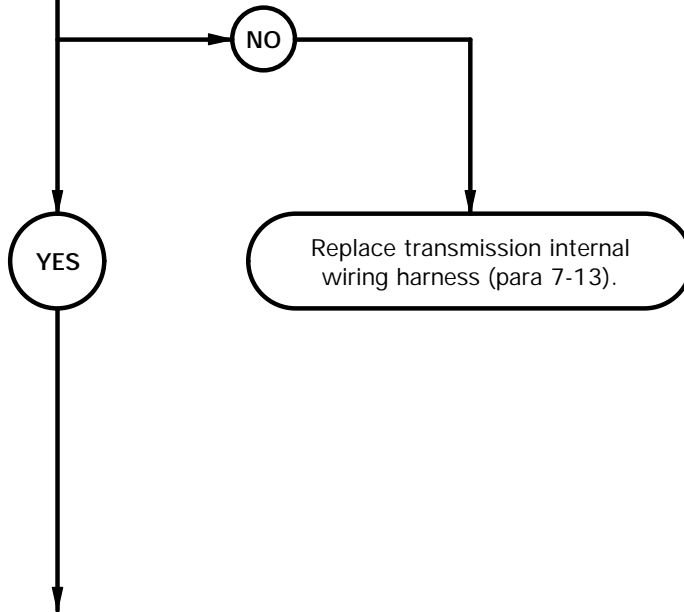 NO
YES
Replace transmission internal
wiring harness (para 7-13).